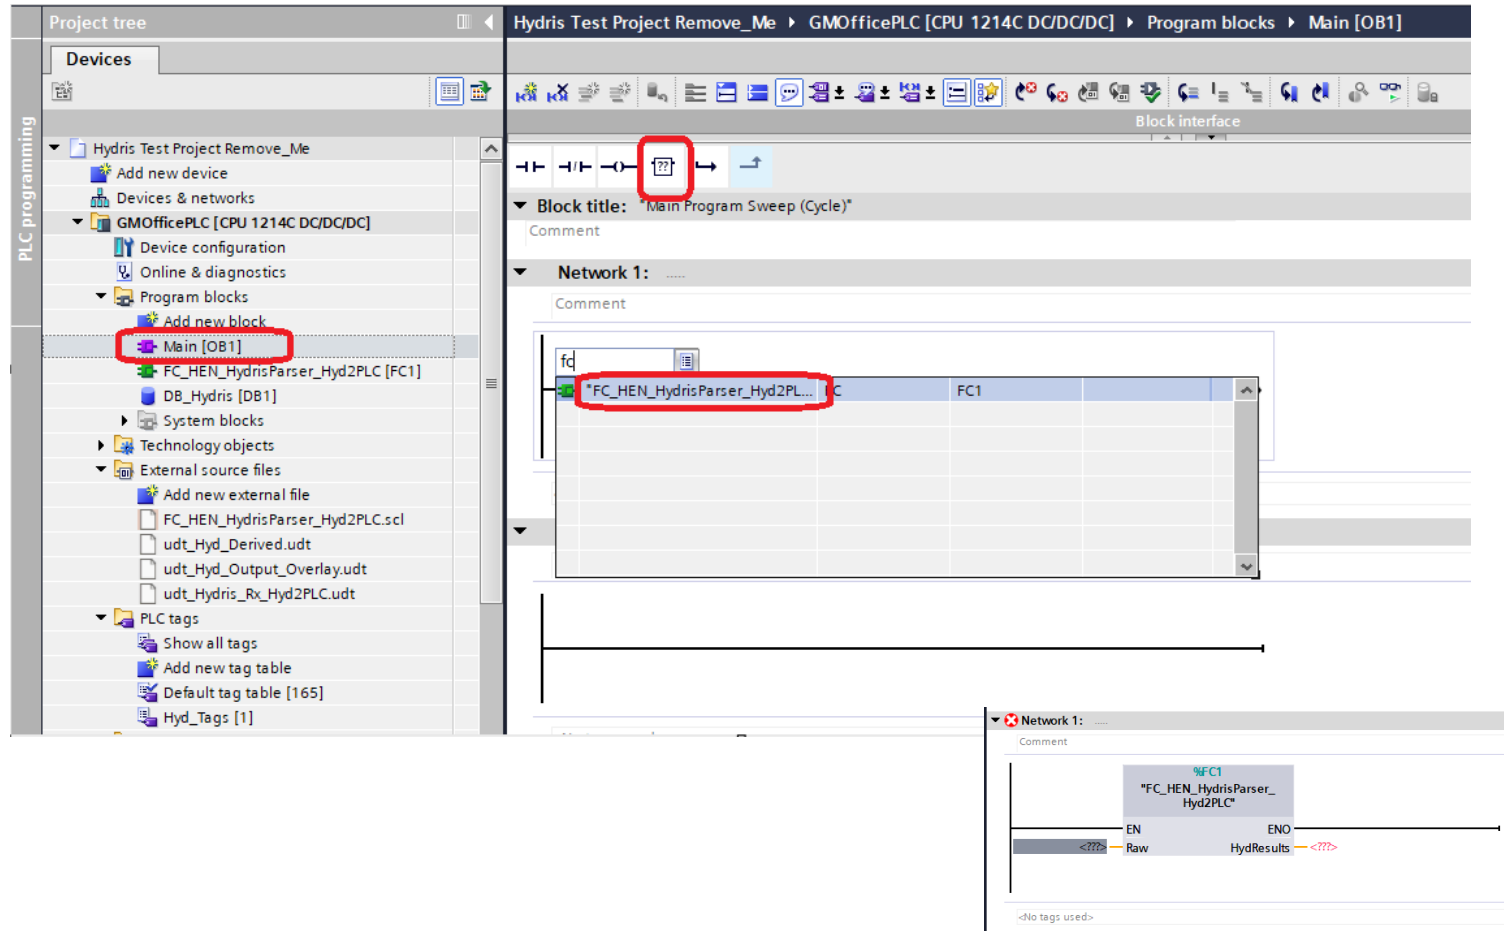 Project tree
Hydris Test Project Remove_Me ▸ GMOfficePLC [CPU 1214C DC/DC/DC] ▸ Program blocks ▸ Main [OB1]
Devices
Block interface
PLC programming
Hydris Test Project Remove_Me
Add new device
Devices & networks
GMOfficePLC [CPU 1214C DC/DC/DC]
Device configuration
Online & diagnostics
Program blocks
Add new block
Main [OB1]
FC_HEN_HydrisParser_Hyd2PLC [FC1]
DB_Hydris [DB1]
System blocks
Technology objects
External source files
Add new external file
FC_HEN_HydrisParser_Hyd2PLC.scl
udt_Hyd_Derived.udt
udt_Hyd_Output_Overlay.udt
udt_Hydris_Rx_Hyd2PLC.udt
PLC tags
Show all tags
Add new tag table
Default tag table [165]
Hyd_Tags [1]
??
Block title: "Main Program Sweep (Cycle)"
Comment
Network 1: .....
Comment
fc
"FC_HEN_HydrisParser_Hyd2PL... FC FC1
Network 1: .....
Comment
%FC1
"FC_HEN_HydrisParser_
Hyd2PLC"
EN ENO
<???> Raw HydResults <???>
<No tags used>